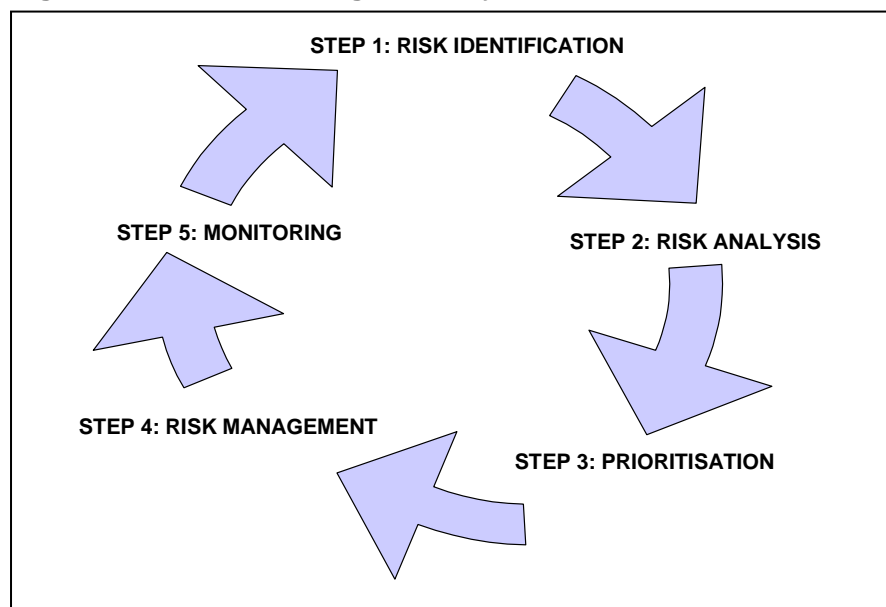 STEP 1: RISK IDENTIFICATION
STEP 2: RISK ANALYSIS
STEP 3: PRIORITISATION
STEP 4: RISK MANAGEMENT
STEP 5: MONITORING